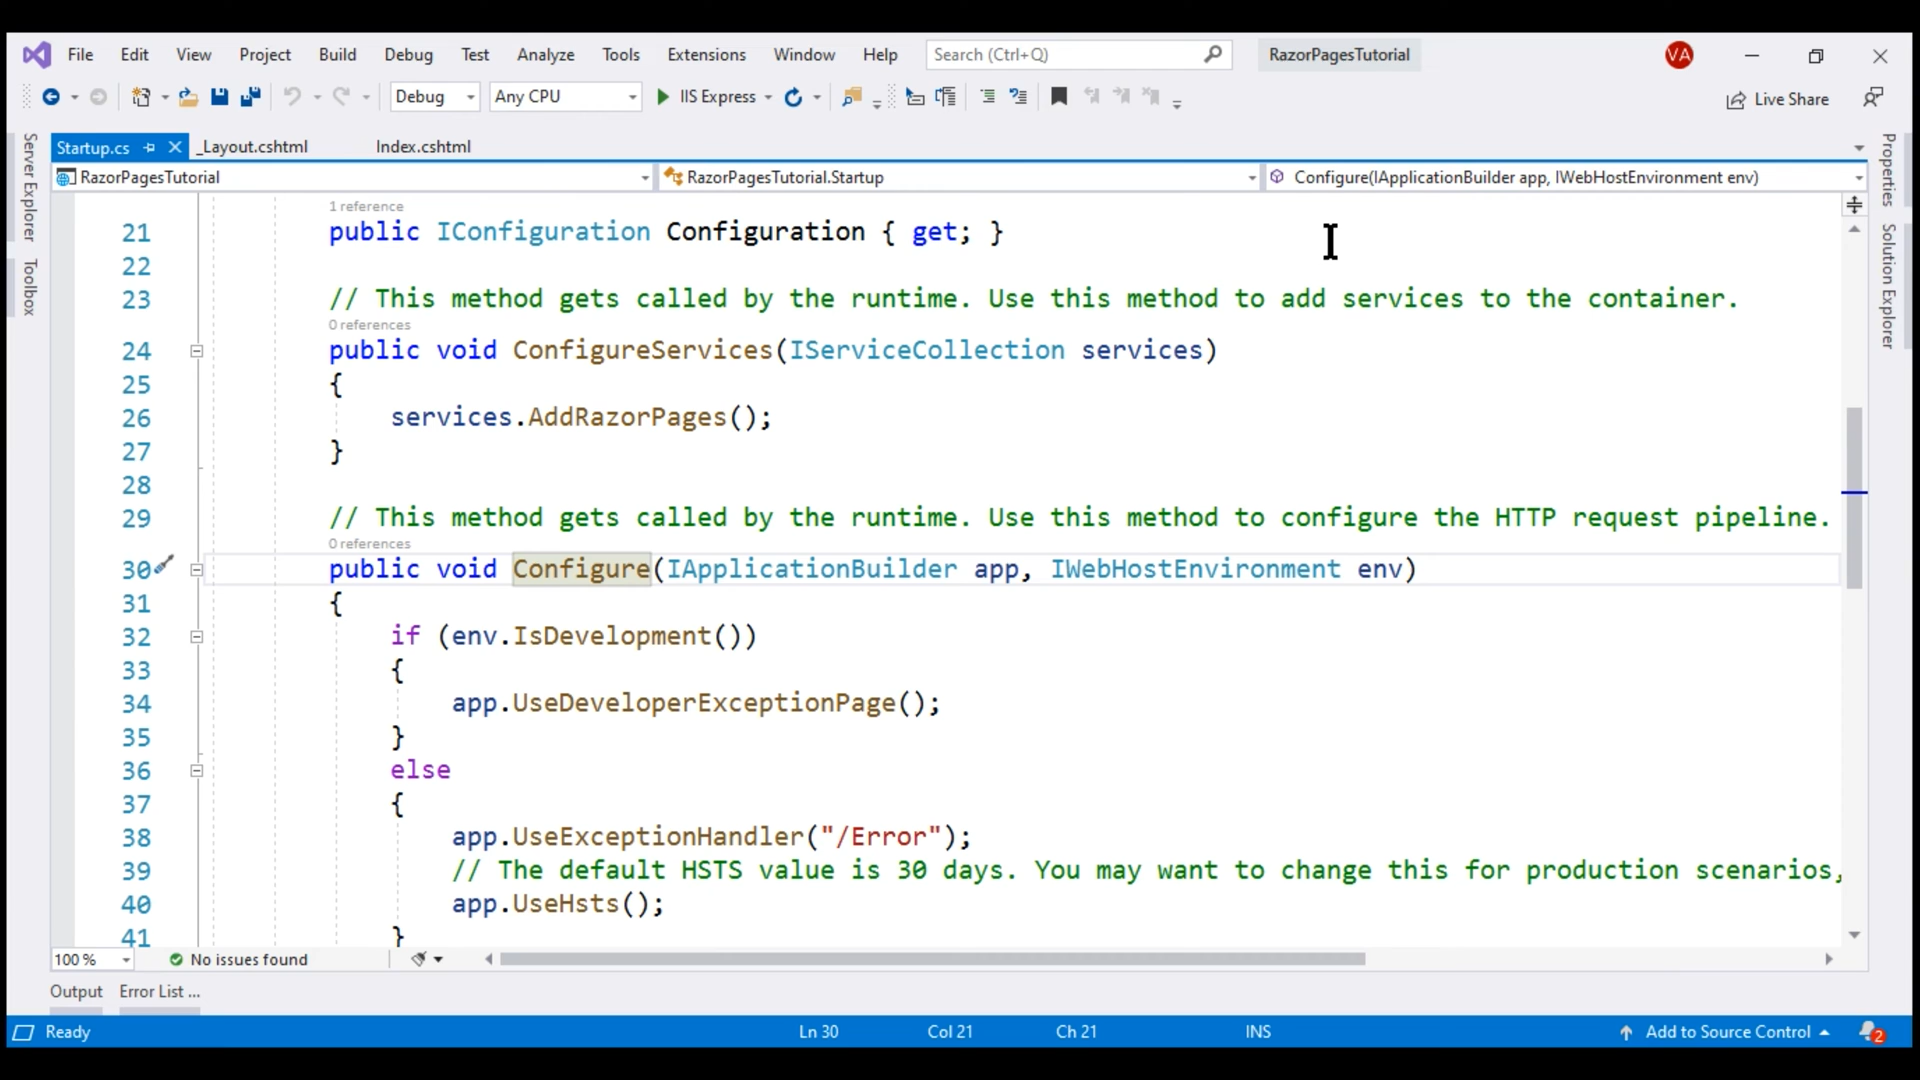 File Edit View Project Build Debug Test Analyze Tools Extensions Window Help Search (Ctrl+Q) RazorPagesTutorial VA
Debug Any CPU IIS Express Live Share
Startup.cs _Layout.cshtml Index.cshtml
RazorPagesTutorial RazorPagesTutorial.Startup Configure(IApplicationBuilder app, IWebHostEnvironment env)
Server Explorer
Toolbox
Properties
Solution Explorer
1 reference
21 public IConfiguration Configuration { get; }
22
23 // This method gets called by the runtime. Use this method to add services to the container.
0 references
24 public void ConfigureServices(IServiceCollection services)
25 {
26 services.AddRazorPages();
27 }
28
29 // This method gets called by the runtime. Use this method to configure the HTTP request pipeline.
0 references
30 public void Configure(IApplicationBuilder app, IWebHostEnvironment env)
31 {
32 if (env.IsDevelopment())
33 {
34 app.UseDeveloperExceptionPage();
35 }
36 else
37 {
38 app.UseExceptionHandler("/Error");
39 // The default HSTS value is 30 days. You may want to change this for production scenarios,
40 app.UseHsts();
41 }
100 % No issues found
Output Error List ...
Ready Ln 30 Col 21 Ch 21 INS Add to Source Control 2